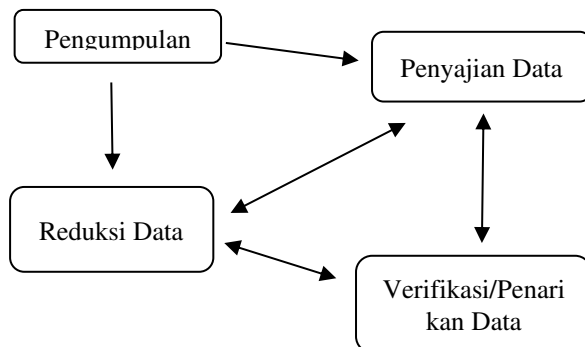 Pengumpulan
Penyajian Data
Reduksi Data
Verifikasi/Penari
kan Data